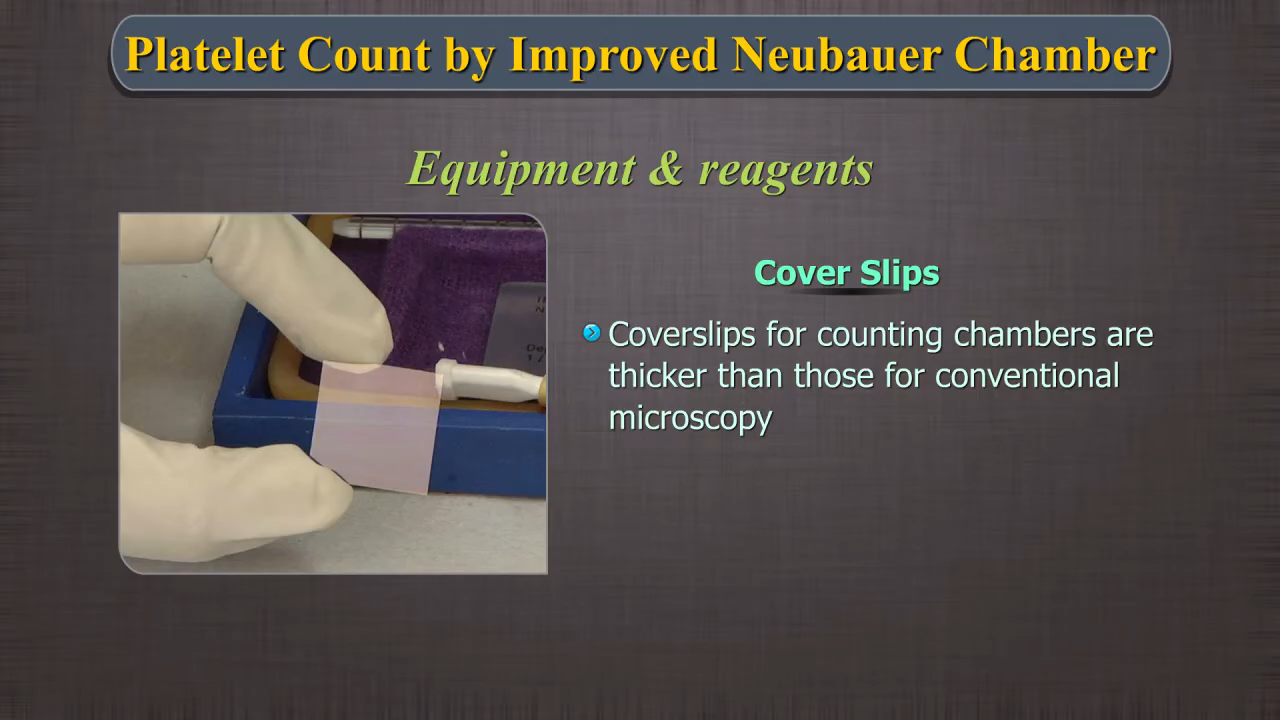 Platelet Count by Improved Neubauer Chamber
Equipment & reagents
Cover Slips
Coverslips for counting chambers are
thicker than those for conventional
microscopy